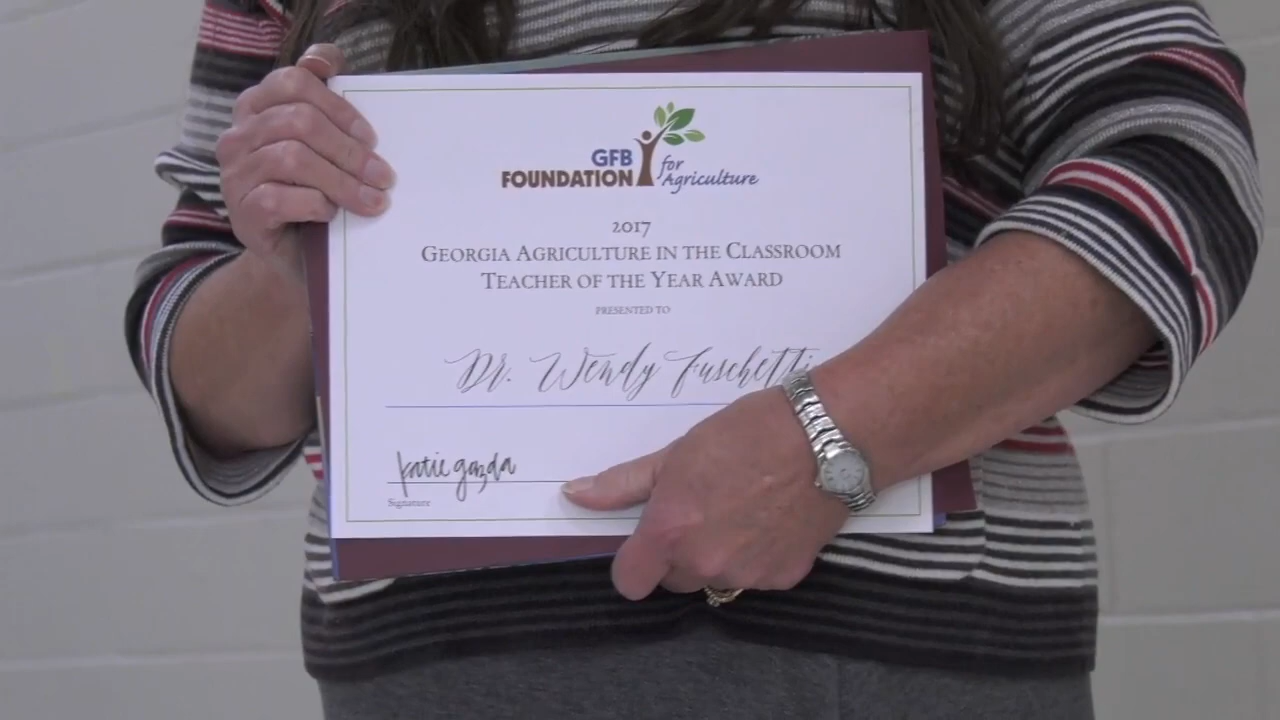 GFB
FOUNDATION for Agriculture
2017
GEORGIA AGRICULTURE IN THE CLASSROOM
TEACHER OF THE YEAR AWARD
PRESENTED TO
Dr. Wendy Fuschetti
katie gazda
Signature